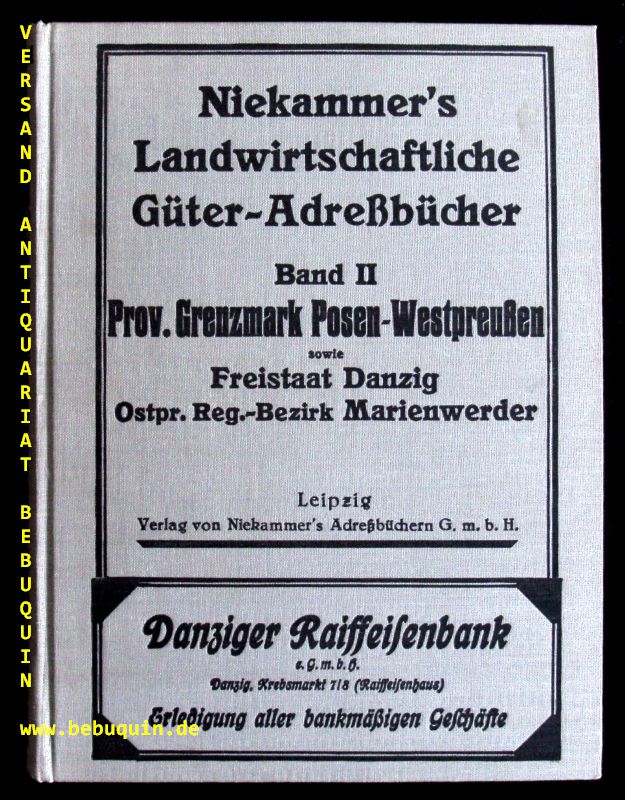 VERSAND ANTIQUARIAT BEBUQUIN
Niekammer's
Landwirtschaftliche
Güter-Adreßbücher
Band II
Prov. Grenzmark Posen-Westpreußen
sowie
Freistaat Danzig
Ostpr. Reg.-Bezirk Marienwerder
Leipzig
Verlag von Niekammer's Adreßbüchern G. m. b. H.
Danziger Raiffeiſenbank
e. G. m. b. H.
Danzig, Krebsmarkt 7/8 (Raiffeiſenhaus)
Erledigung aller bankmäßigen Geſchäfte
www.bebuquin.de